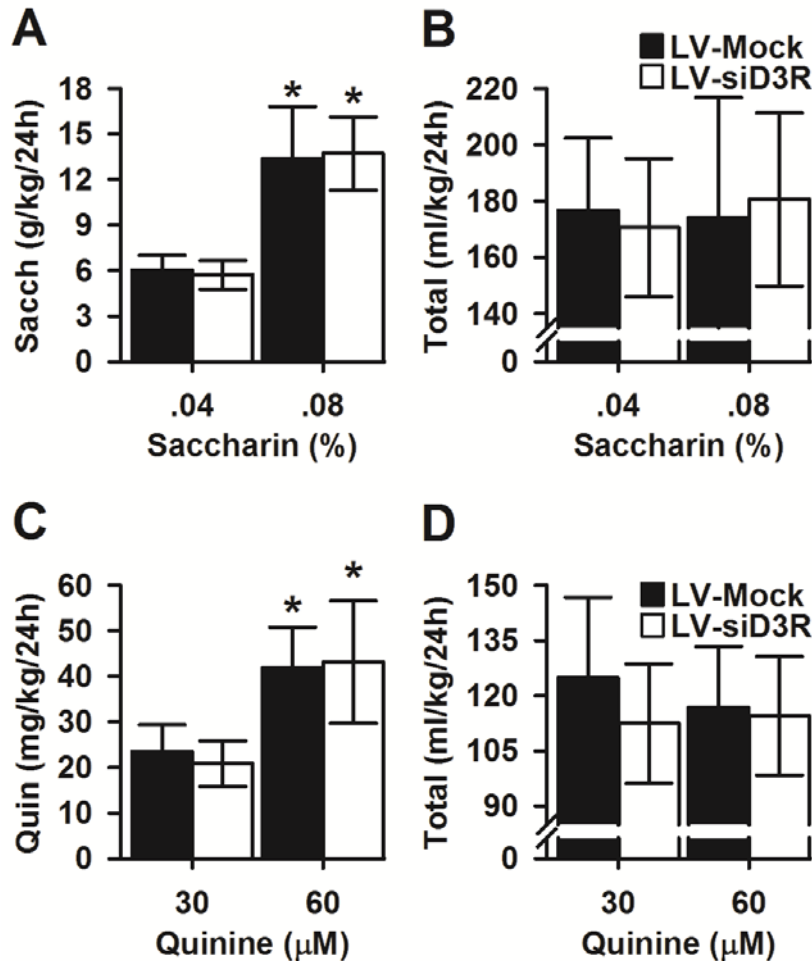 A
Sacch (g/kg/24h)
18
15
12
9
6
3
0
* *
.04 .08
Saccharin (%)
B
LV-Mock
LV-siD3R
Total (ml/kg/24h)
220
200
180
160
140
0
.04 .08
Saccharin (%)
C
Quin (mg/kg/24h)
60
50
40
30
20
10
0
* *
30 60
Quinine (μM)
D
LV-Mock
LV-siD3R
Total (ml/kg/24h)
150
135
120
105
90
0
30 60
Quinine (μM)